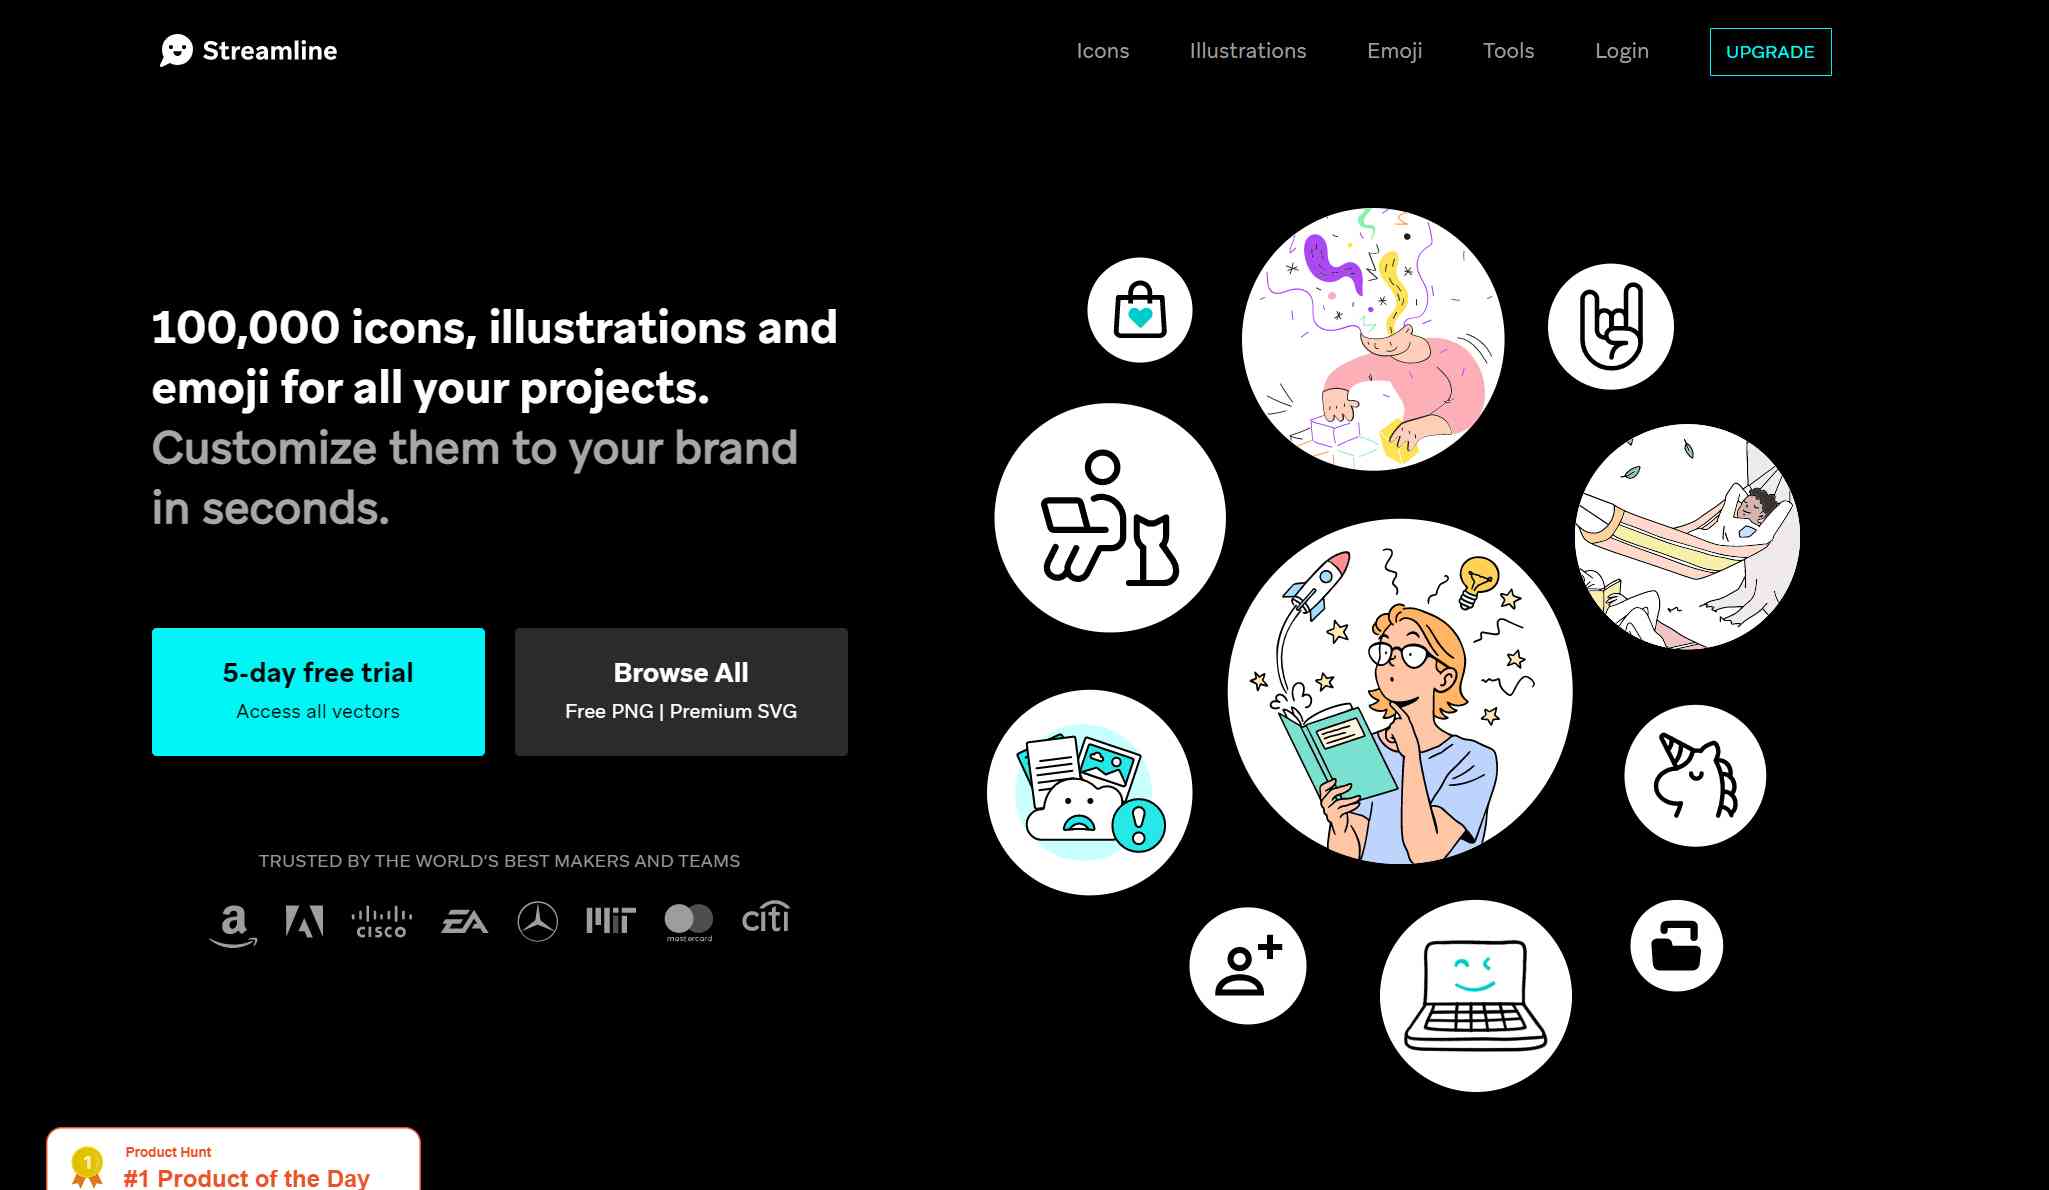 Streamline
Icons
Illustrations
Emoji
Tools
Login
UPGRADE
100,000 icons, illustrations and
emoji for all your projects.
Customize them to your brand
in seconds.
5-day free trial
Access all vectors
Browse All
Free PNG | Premium SVG
TRUSTED BY THE WORLD'S BEST MAKERS AND TEAMS
a
CISCO
EA
MIT
mastercard
citi
1
Product Hunt
#1 Product of the Day